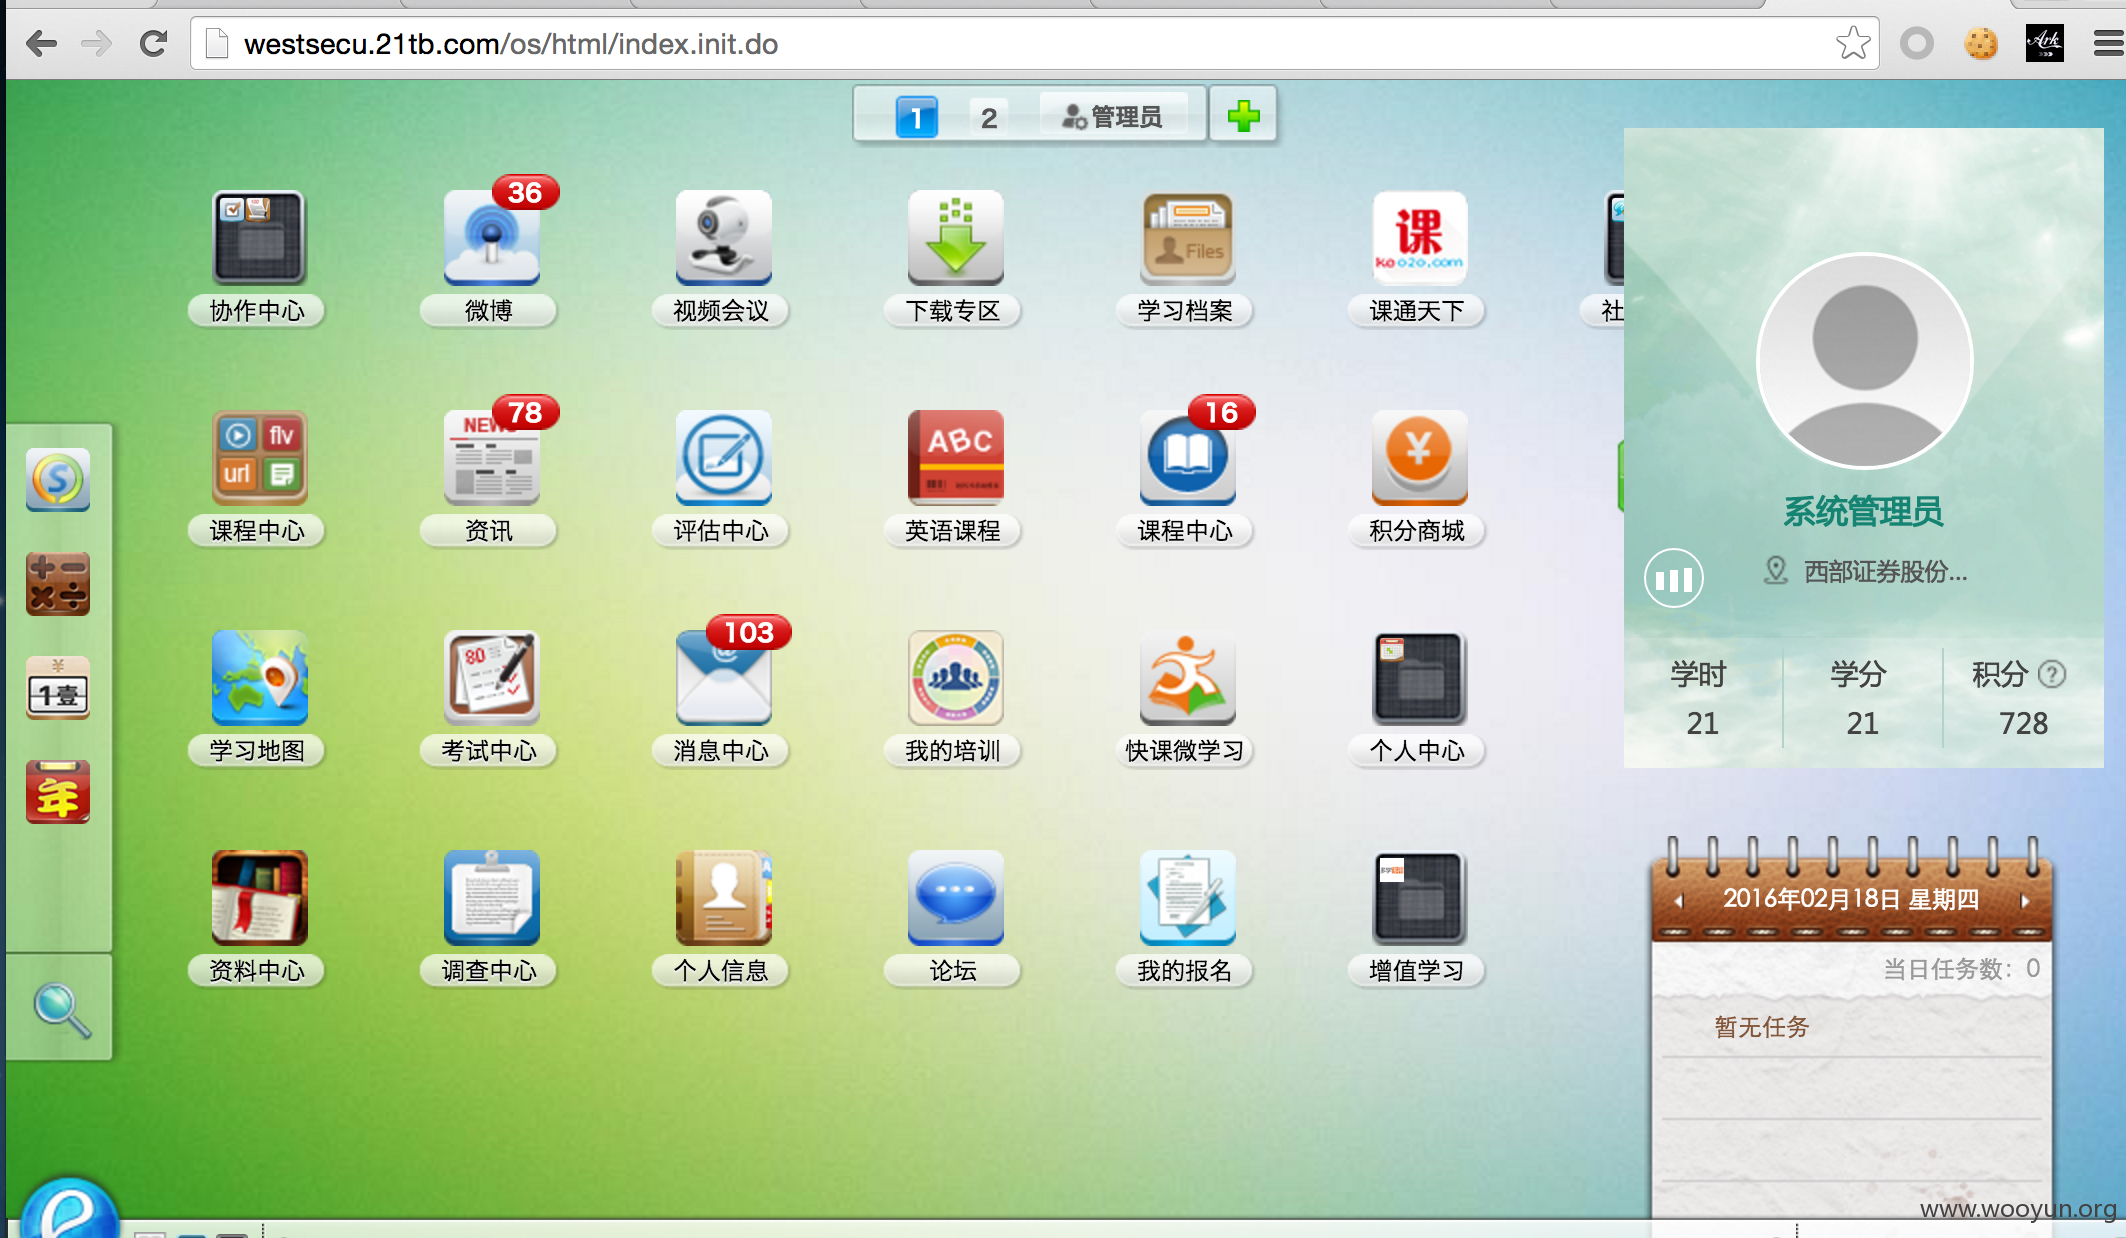 westsecu.21tb.com/os/html/index.init.do
Ark
1 2 管理员
36
Files
课
koo2o.com
协作中心 微博 视频会议 下载专区 学习档案 课通天下 社
78 16
flv
url
NEWS
ABC
¥
课程中心 资讯 评估中心 英语课程 课程中心 积分商城
系统管理员
西部证券股份...
学时 学分 积分 ?
21 21 728
S
¥
1壹
年
103
80
@
学习地图 考试中心 消息中心 我的培训 快课微学习 个人中心
资料中心 调查中心 个人信息 论坛 我的报名 增值学习
2016年02月18日 星期四
当日任务数：0
暂无任务
www.wooyun.org